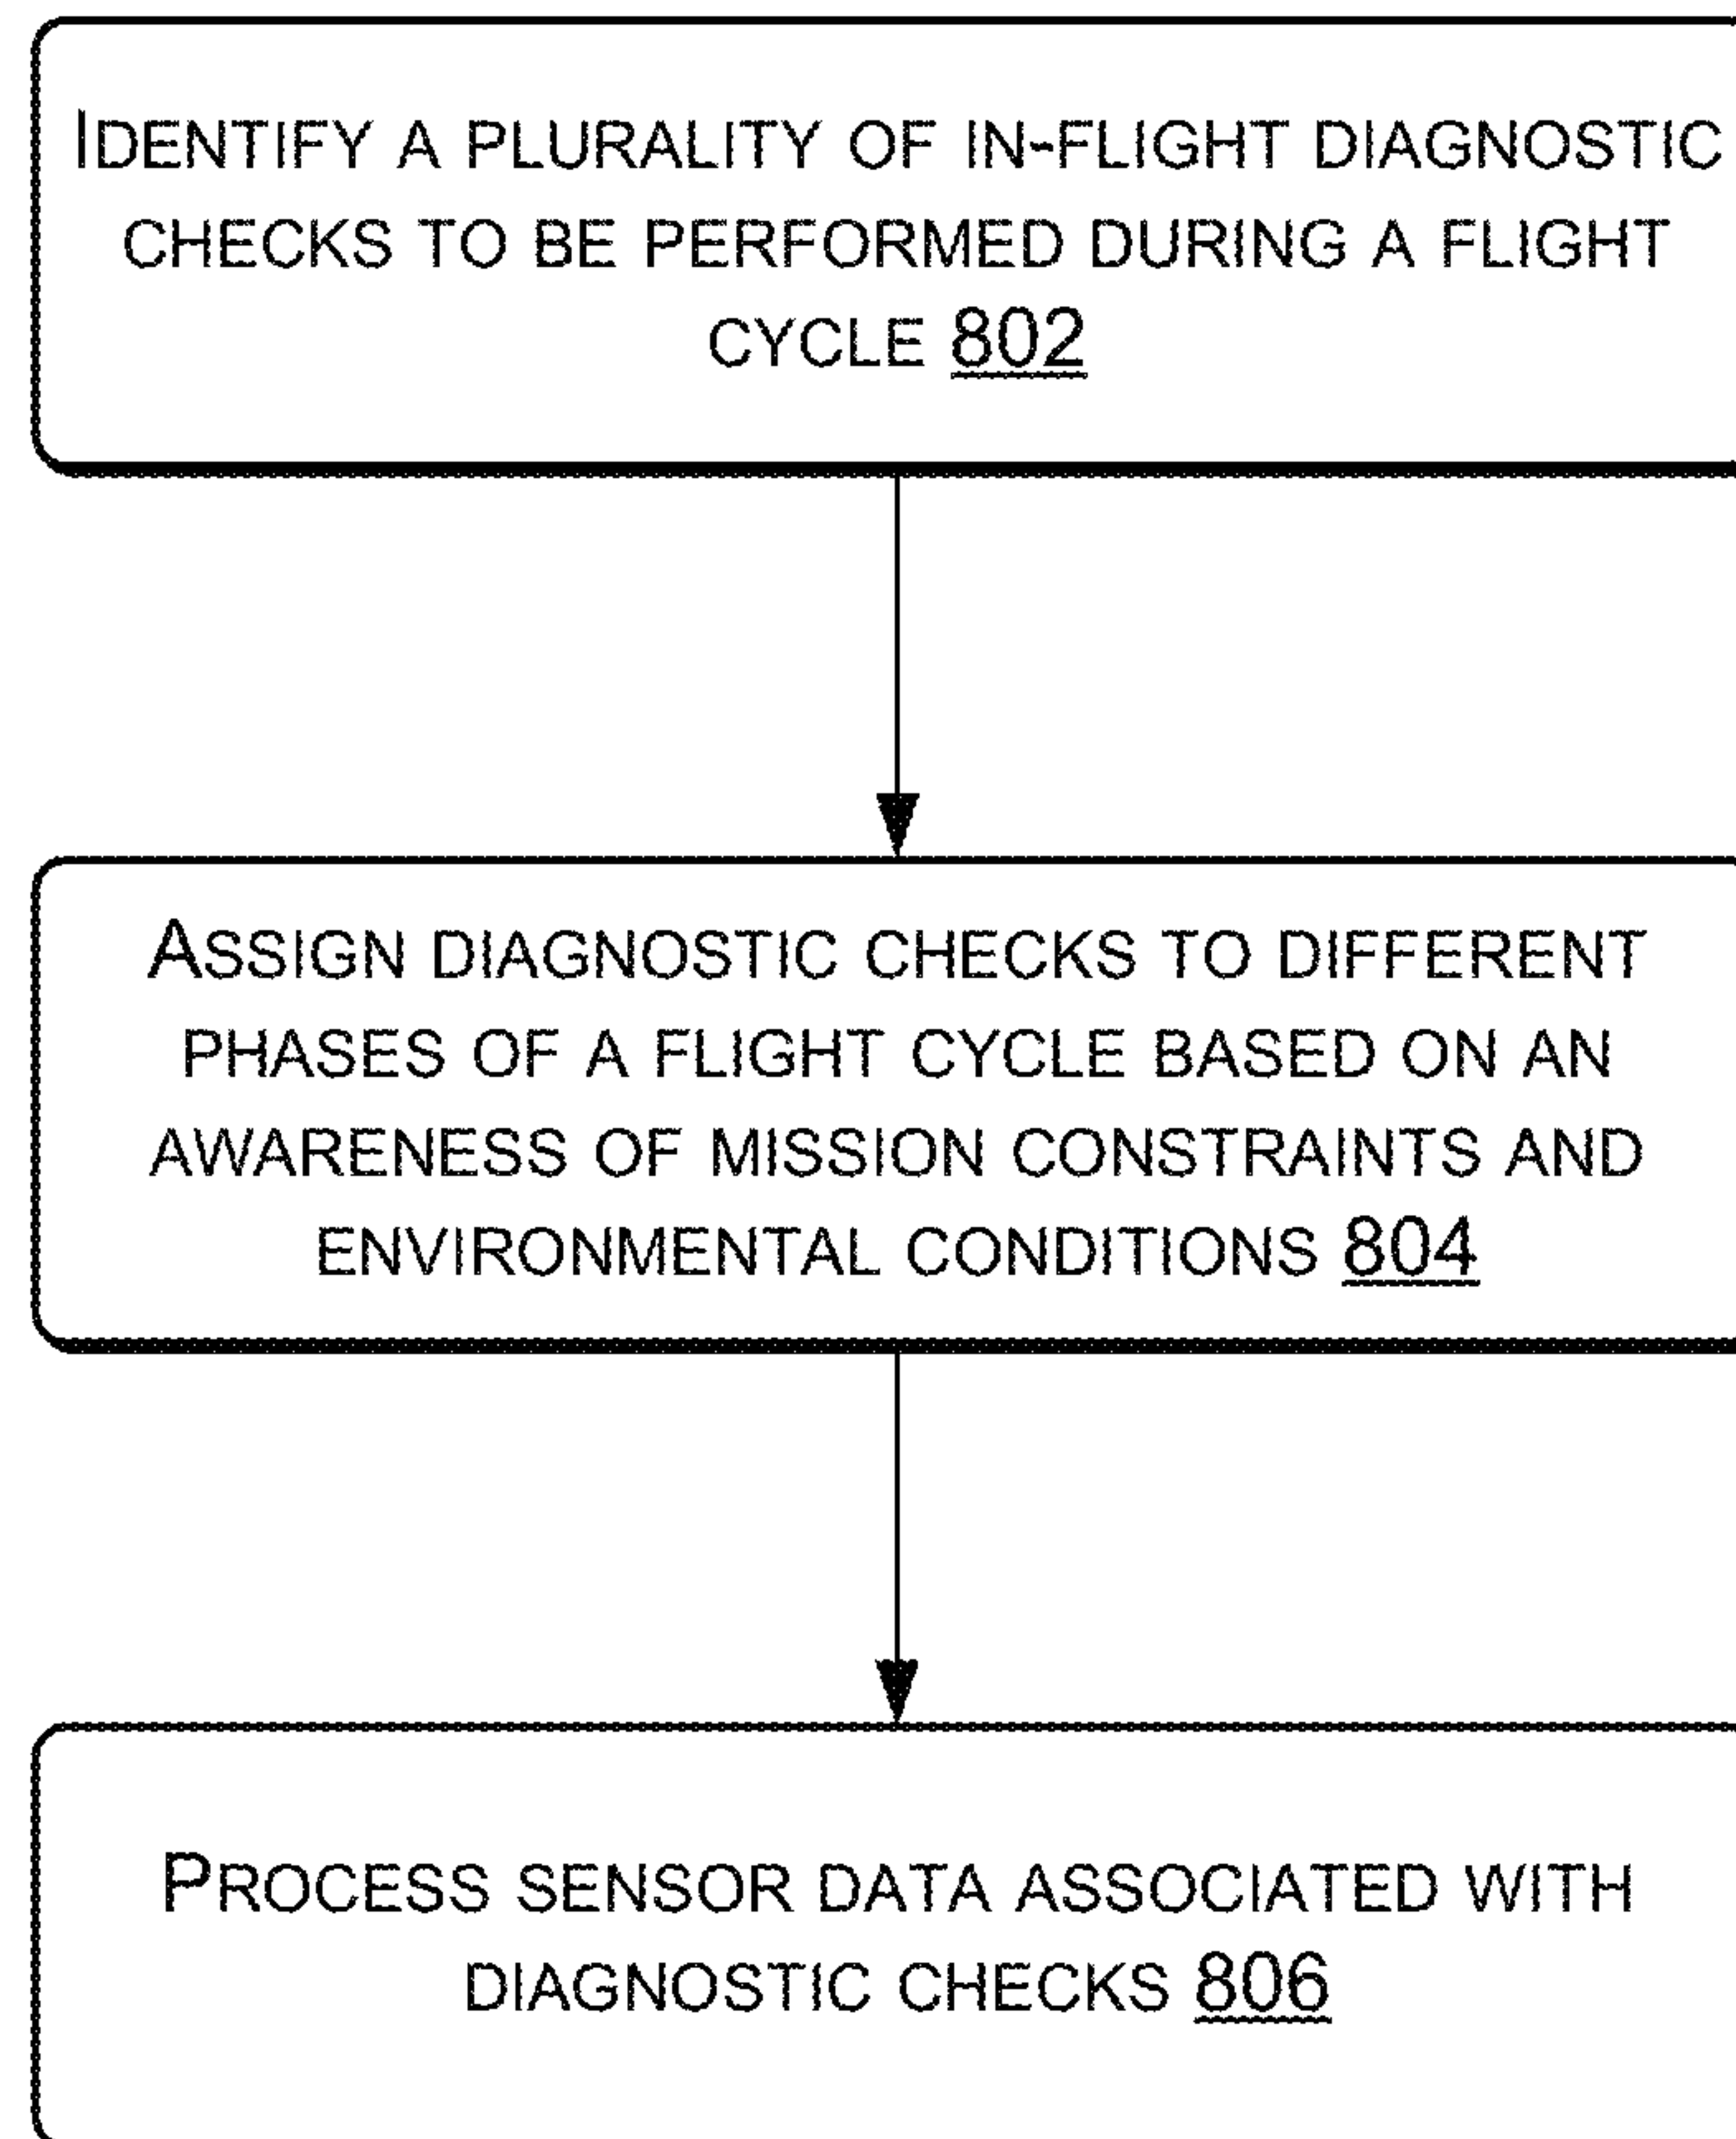 IDENTIFY A PLURALITY OF IN-FLIGHT DIAGNOSTIC
CHECKS TO BE PERFORMED DURING A FLIGHT
CYCLE 802
ASSIGN DIAGNOSTIC CHECKS TO DIFFERENT
PHASES OF A FLIGHT CYCLE BASED ON AN
AWARENESS OF MISSION CONSTRAINTS AND
ENVIRONMENTAL CONDITIONS 804
PROCESS SENSOR DATA ASSOCIATED WITH
DIAGNOSTIC CHECKS 806